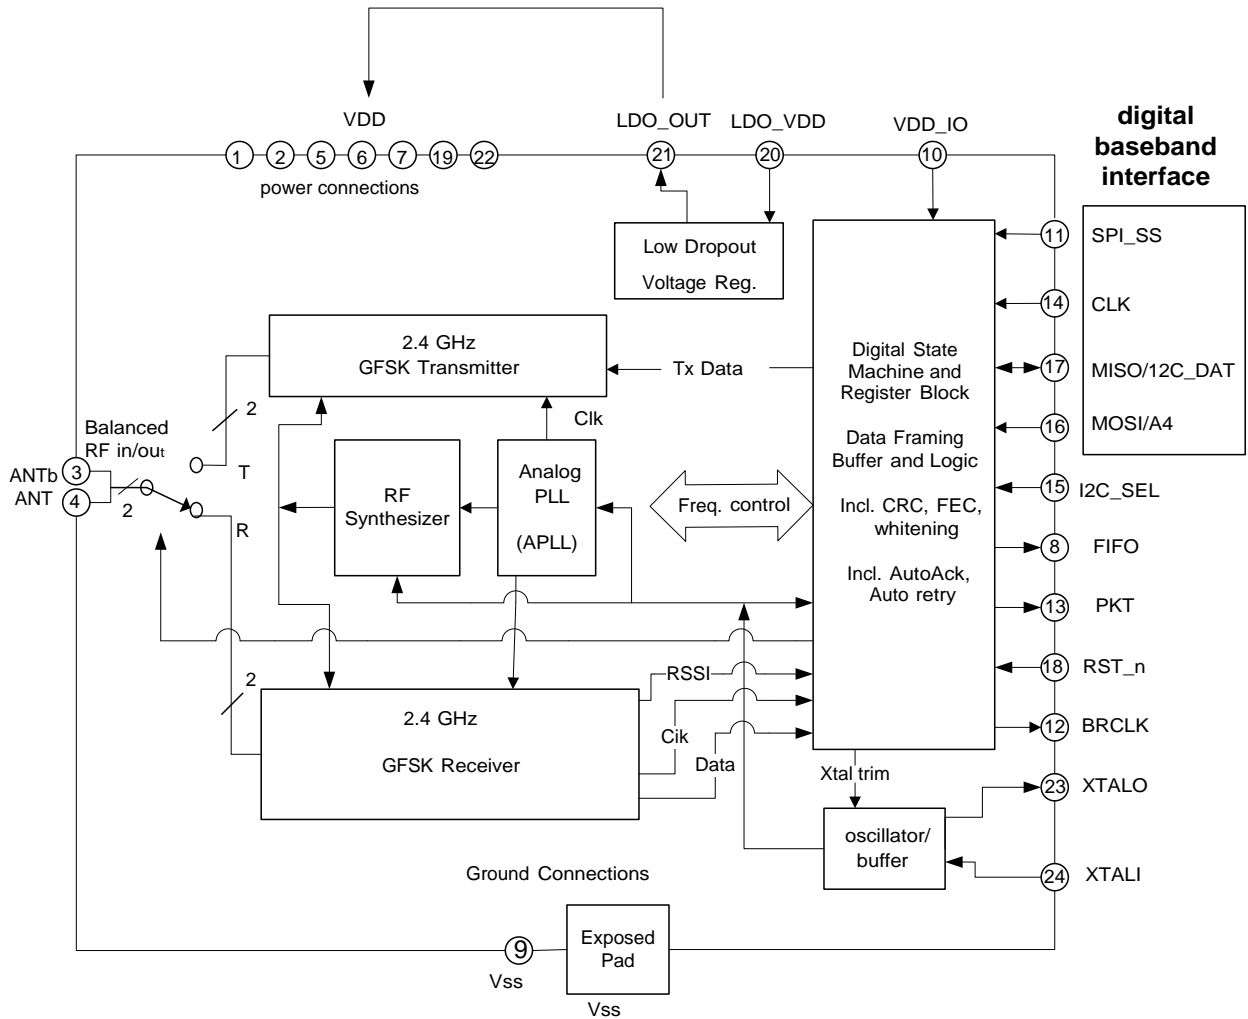 VDD
LDO_OUT
LDO_VDD
VDD_IO
digital
baseband
interface
1
2
5
6
7
19
22
21
20
10
power connections
Low Dropout
Voltage Reg.
11
SPI_SS
14
CLK
17
MISO/12C_DAT
16
MOSI/A4
15
I2C_SEL
8
FIFO
13
PKT
18
RST_n
12
BRCLK
23
XTALO
24
XTALI
2.4 GHz
GFSK Transmitter
Tx Data
Digital State
Machine and
Register Block
Data Framing
Buffer and Logic
Incl. CRC, FEC,
whitening
Incl. AutoAck,
Auto retry
2
Clk
Balanced
RF in/out
ANTb
3
ANT
4
2
T
R
RF
Synthesizer
Analog
PLL
(APLL)
Freq. control
2
RSSI
2.4 GHz
GFSK Receiver
Cik
Data
Xtal trim
oscillator/
buffer
Ground Connections
9
Vss
Exposed
Pad
Vss